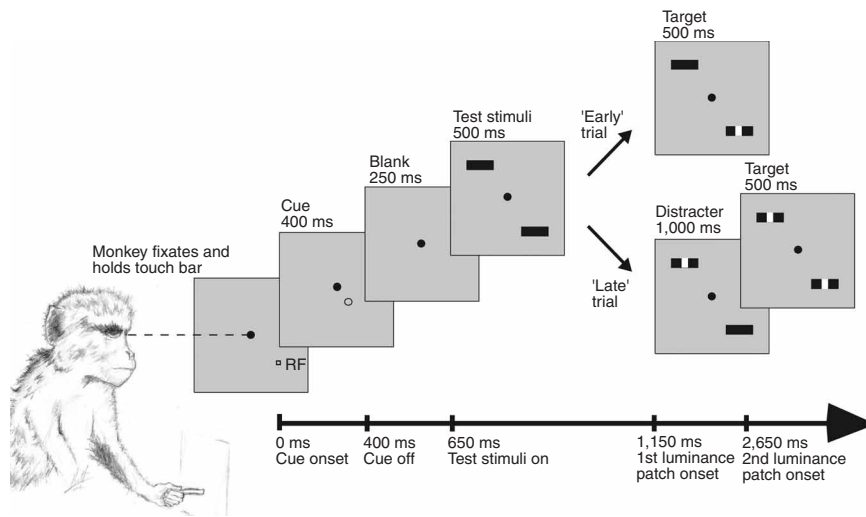 Target
500 ms
Test stimuli
500 ms
'Early'
trial
Blank
250 ms
Cue
400 ms
Monkey fixates and
holds touch bar
Target
500 ms
Distracter
1,000 ms
'Late'
trial
RF
0 ms
Cue onset
400 ms
Cue off
650 ms
Test stimuli on
1,150 ms
1st luminance
patch onset
2,650 ms
2nd luminance
patch onset